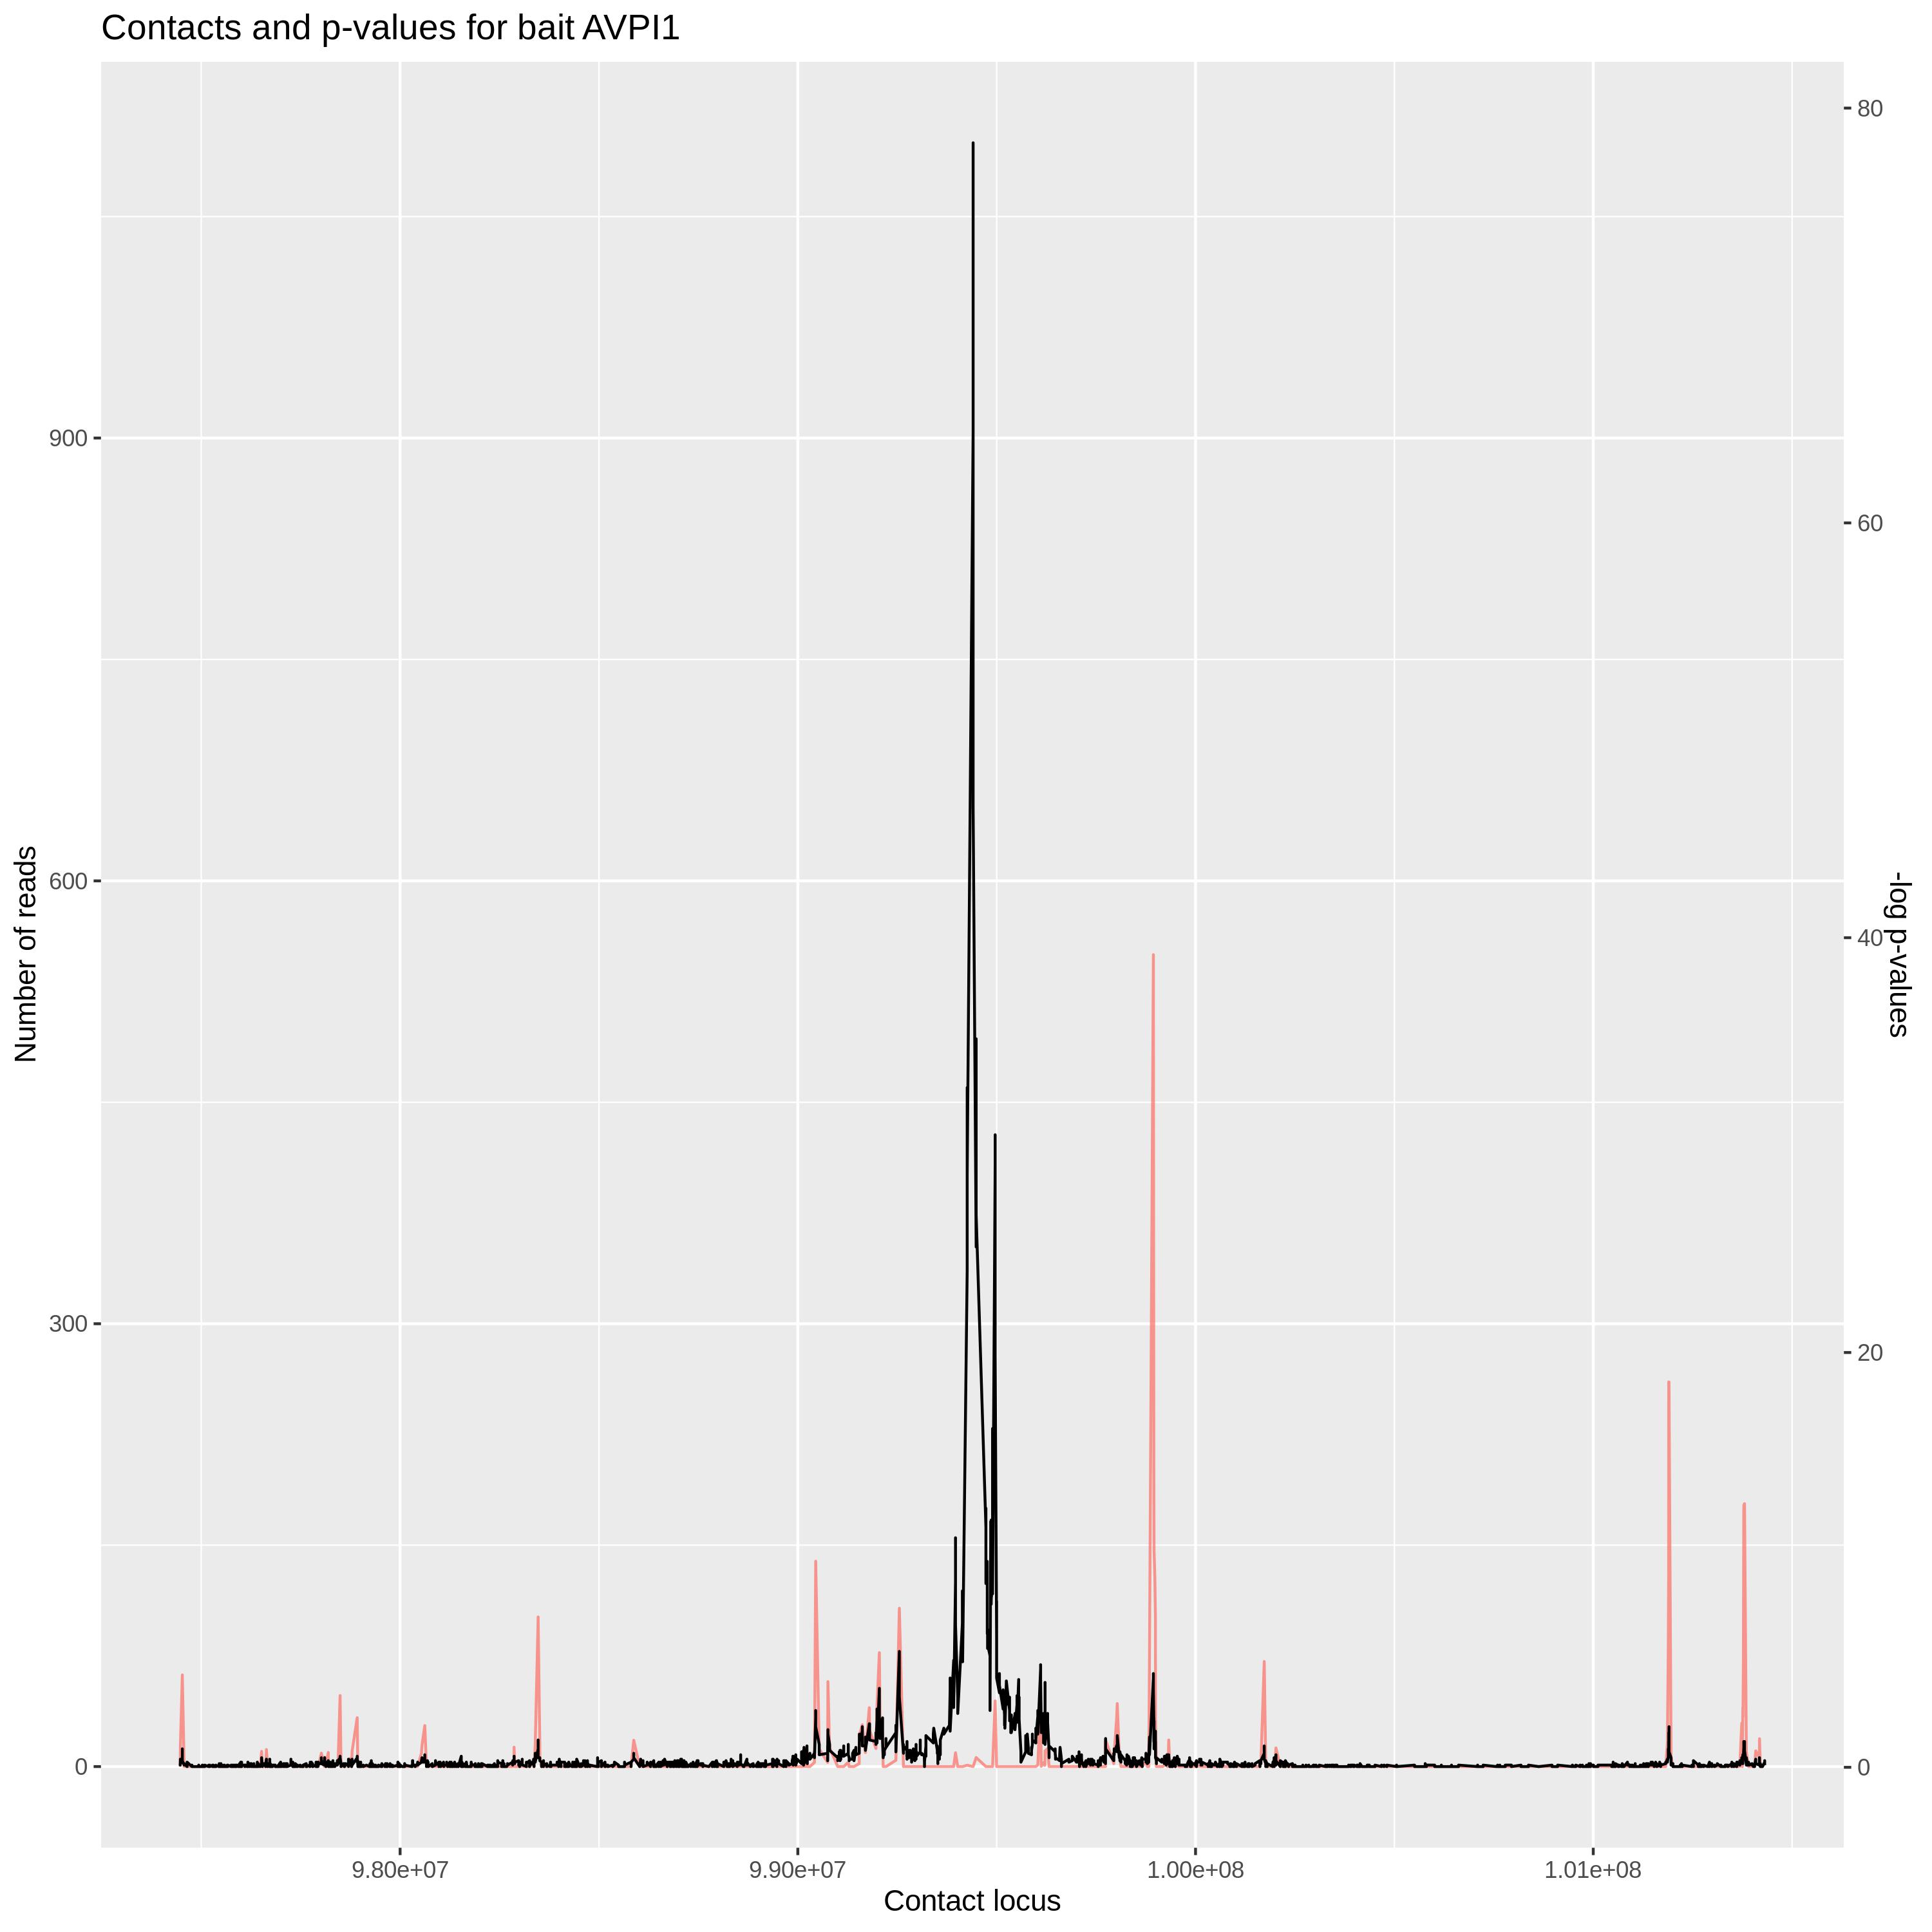 Contacts and p-values for bait AVPI1
Number of reads
900
600
300
0
80
60
40
20
0
-log p-values
9.80e+07
9.90e+07
1.00e+08
1.01e+08
Contact locus